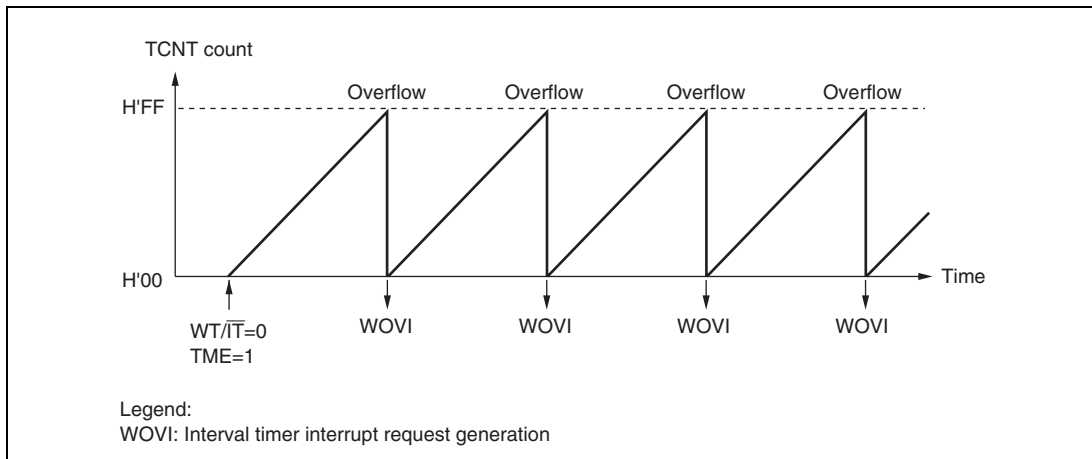 TCNT count
H'FF
Overflow Overflow Overflow Overflow
H'00
Time
WT/I̅T̅=0
TME=1
WOVI WOVI WOVI WOVI
Legend:
WOVI: Interval timer interrupt request generation